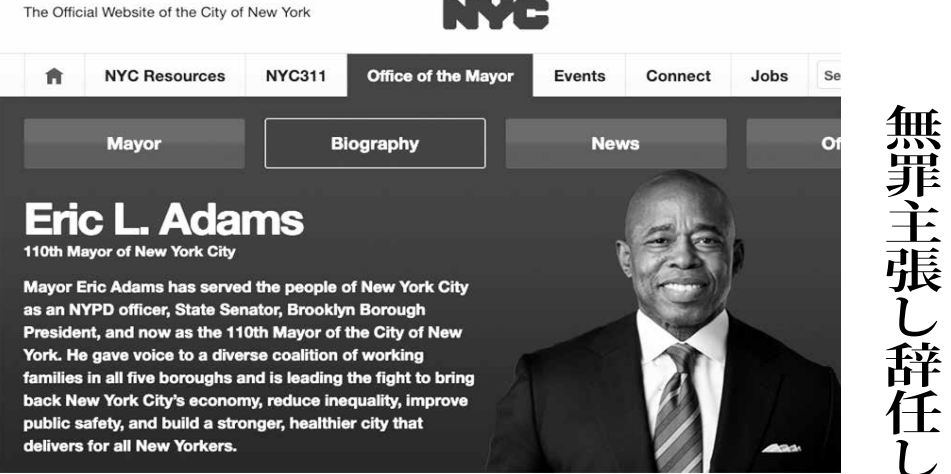 The Official Website of the City of New York
NYC
NYC Resources
NYC311
Office of the Mayor
Events
Connect
Jobs
Se
Mayor
Biography
News
Of
Eric L. Adams
110th Mayor of New York City
Mayor Eric Adams has served the people of New York City
as an NYPD officer, State Senator, Brooklyn Borough
President, and now as the 110th Mayor of the City of New
York. He gave voice to a diverse coalition of working
families in all five boroughs and is leading the fight to bring
back New York City's economy, reduce inequality, improve
public safety, and build a stronger, healthier city that
delivers for all New Yorkers.
無罪主張し辞任し